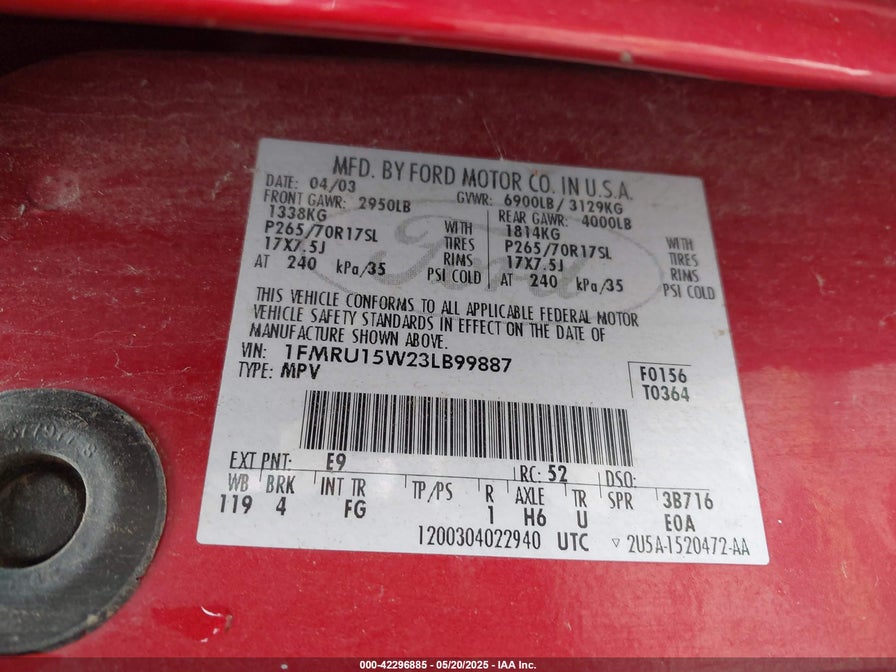 MFD. BY FORD MOTOR CO. IN U.S.A.
DATE: 04/03 GVWR: 6900LB / 3129KG
FRONT GAWR: 2950LB REAR GAWR: 4000LB
1338KG WITH 1814KG WITH
P265/70R17SL TIRES P265/70R17SL TIRES
17X7.5J RIMS 17X7.5J RIMS
AT 240 kPa/35 PSI COLD AT 240 kPa/35 PSI COLD
THIS VEHICLE CONFORMS TO ALL APPLICABLE FEDERAL MOTOR
VEHICLE SAFETY STANDARDS IN EFFECT ON THE DATE OF
MANUFACTURE SHOWN ABOVE.
VIN: 1FMRU15W23LB99887
TYPE: MPV
F0156
T0364
EXT PNT: E9 RC: 52 DSO:
WB BRK INT TR TP/PS R AXLE TR SPR 3B716
119 4 FG 1 H6 U E0A
1200304022940 UTC ▽ 2U5A-1520472-AA
Ford
000-42296885 / 05/20/2025 - IAA Inc.